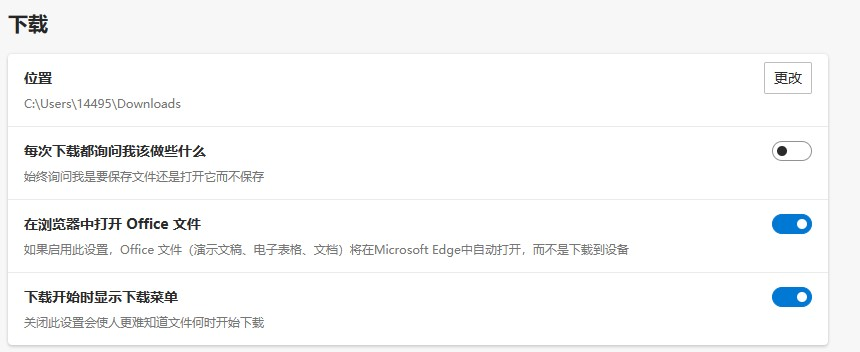 下载
位置
更改
C:\Users\14495\Downloads
每次下载都询问我该做些什么
始终询问我是要保存文件还是打开它而不保存
在浏览器中打开 Office 文件
如果启用此设置，Office 文件（演示文稿、电子表格、文档）将在Microsoft Edge中自动打开，而不是下载到设备
下载开始时显示下载菜单
关闭此设置会使人更难知道文件何时开始下载